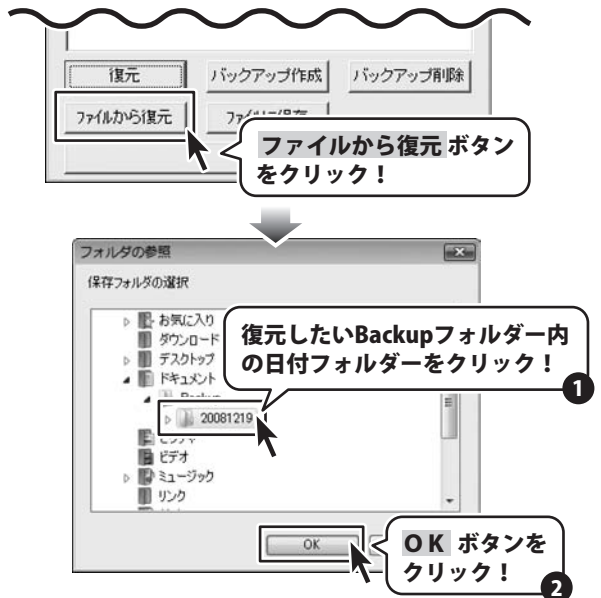 復元
バックアップ作成
バックアップ削除
ファイルから復元
ファイルから復元 ボタン
をクリック！
フォルダの参照
保存フォルダの選択
お気に入り
ダウンロード
デスクトップ
ドキュメント
復元したいBackupフォルダー内
の日付フォルダーをクリック！
1
20081219
ビデオ
ミュージック
リンク
OK
OK ボタンを
クリック！
2